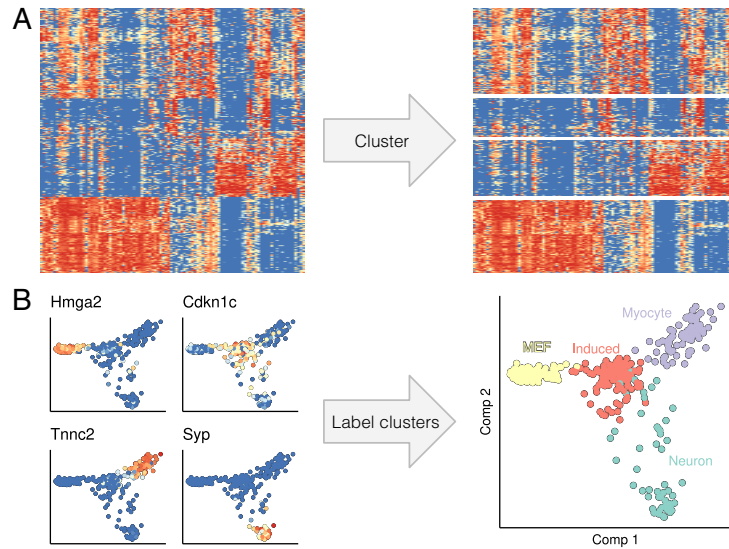 A
Cluster
B
Hmga2
Cdkn1c
Tnnc2
Syp
Label clusters
Myocyte
MEF
Induced
Neuron
Comp 2
Comp 1